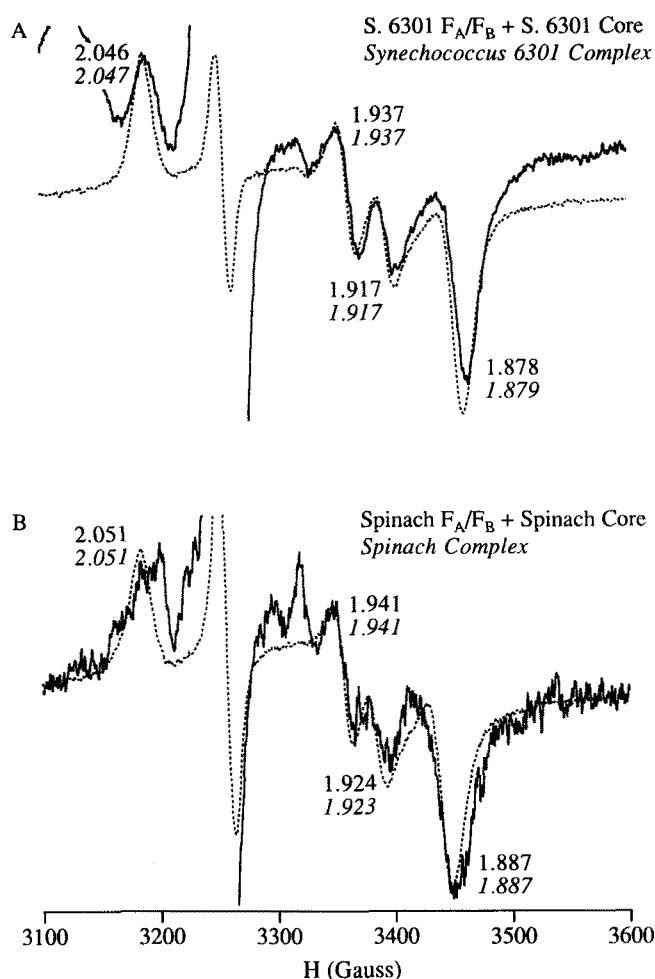 A
S. 6301 FA/FB + S. 6301 Core
Synechococcus 6301 Complex
2.046
2.047
1.937
1.937
1.917
1.917
1.878
1.879
B
Spinach FA/FB + Spinach Core
Spinach Complex
2.051
2.051
1.941
1.941
1.924
1.923
1.887
1.887
3100 3200 3300 3400 3500 3600
H (Gauss)